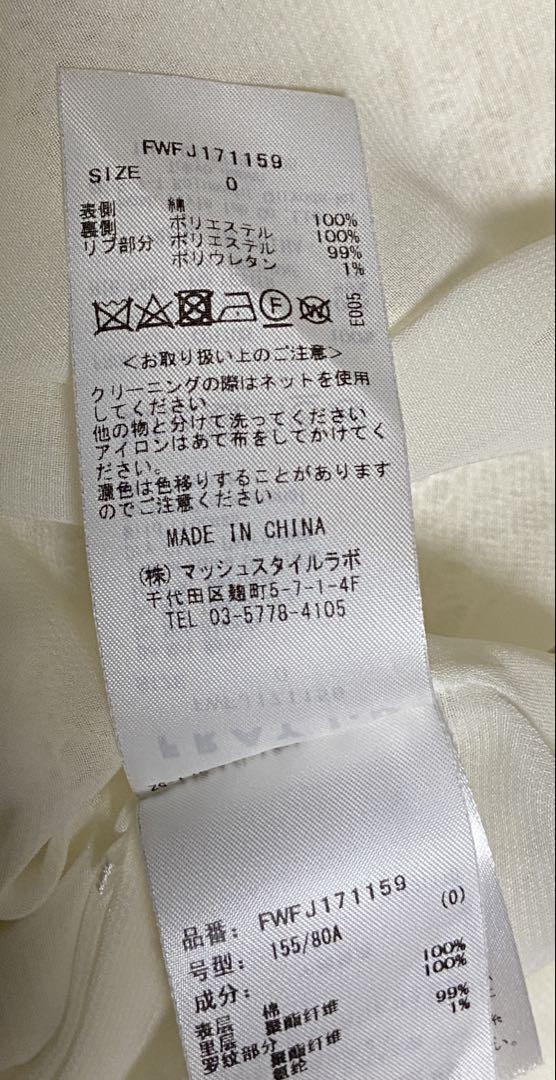 FWFJ171159
SIZE 0
表側 綿 100%
裏側 ポリエステル 100%
リブ部分 ポリエステル 99%
ポリウレタン 1%
F W E005
<お取り扱い上のご注意>
クリーニングの際はネットを使用
してください
他の物と分けて洗ってください
アイロンはあて布をしてかけてく
ださい。
濃色は色移りすることがあります
のでご注意ください
MADE IN CHINA
(株)マッシュスタイルラボ
千代田区麹町5-7-1-4F
TEL 03-5778-4105
品番: FWFJ171159 (0)
号型: 155/80A
成分:
表层 棉 100%
里层 聚酯纤维 100%
罗纹部分 聚酯纤维 99%
氨纶 1%